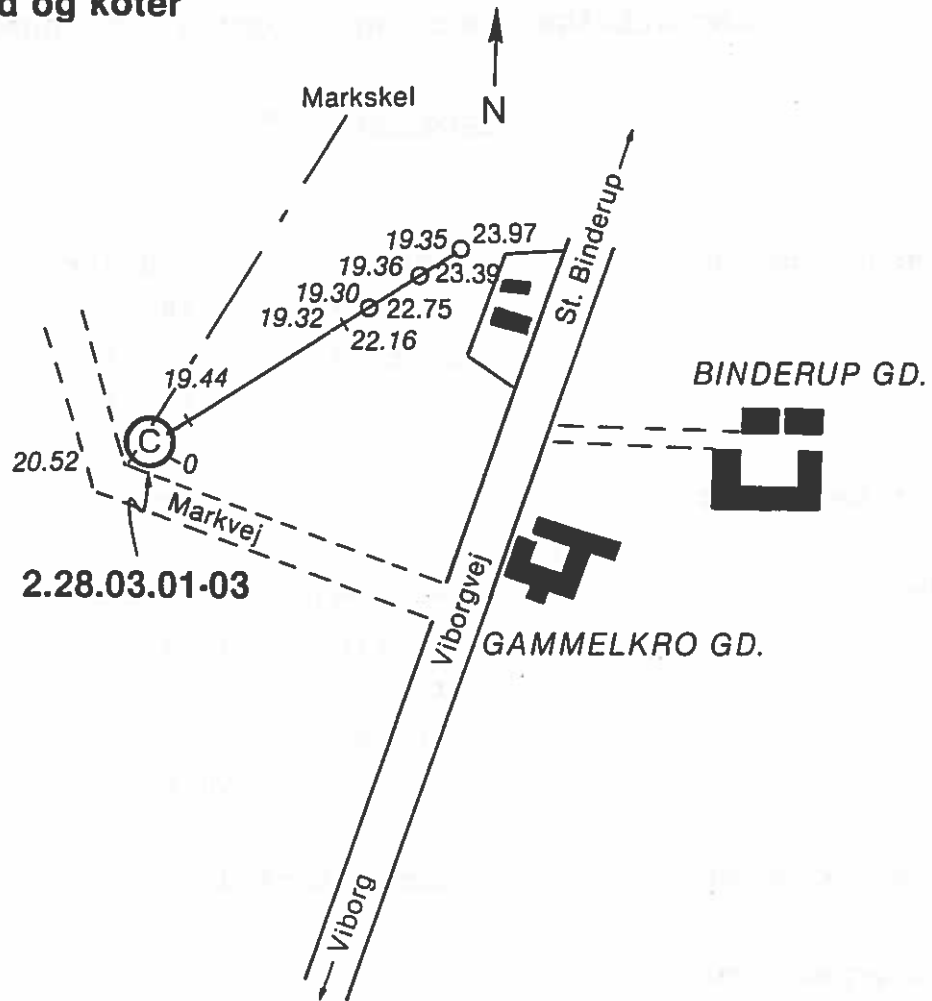 og koter
Markskel
N
St. Binderup
19.35 23.97
19.36 23.39
19.30 22.75
19.32
22.16
19.44
BINDERUP GD.
C
0
20.52
Markvej
2.28.03.01-03
Viborgvej
GAMMELKRO GD.
Viborg